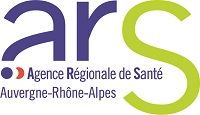 ars
Agence Régionale de Santé
Auvergne-Rhône-Alpes